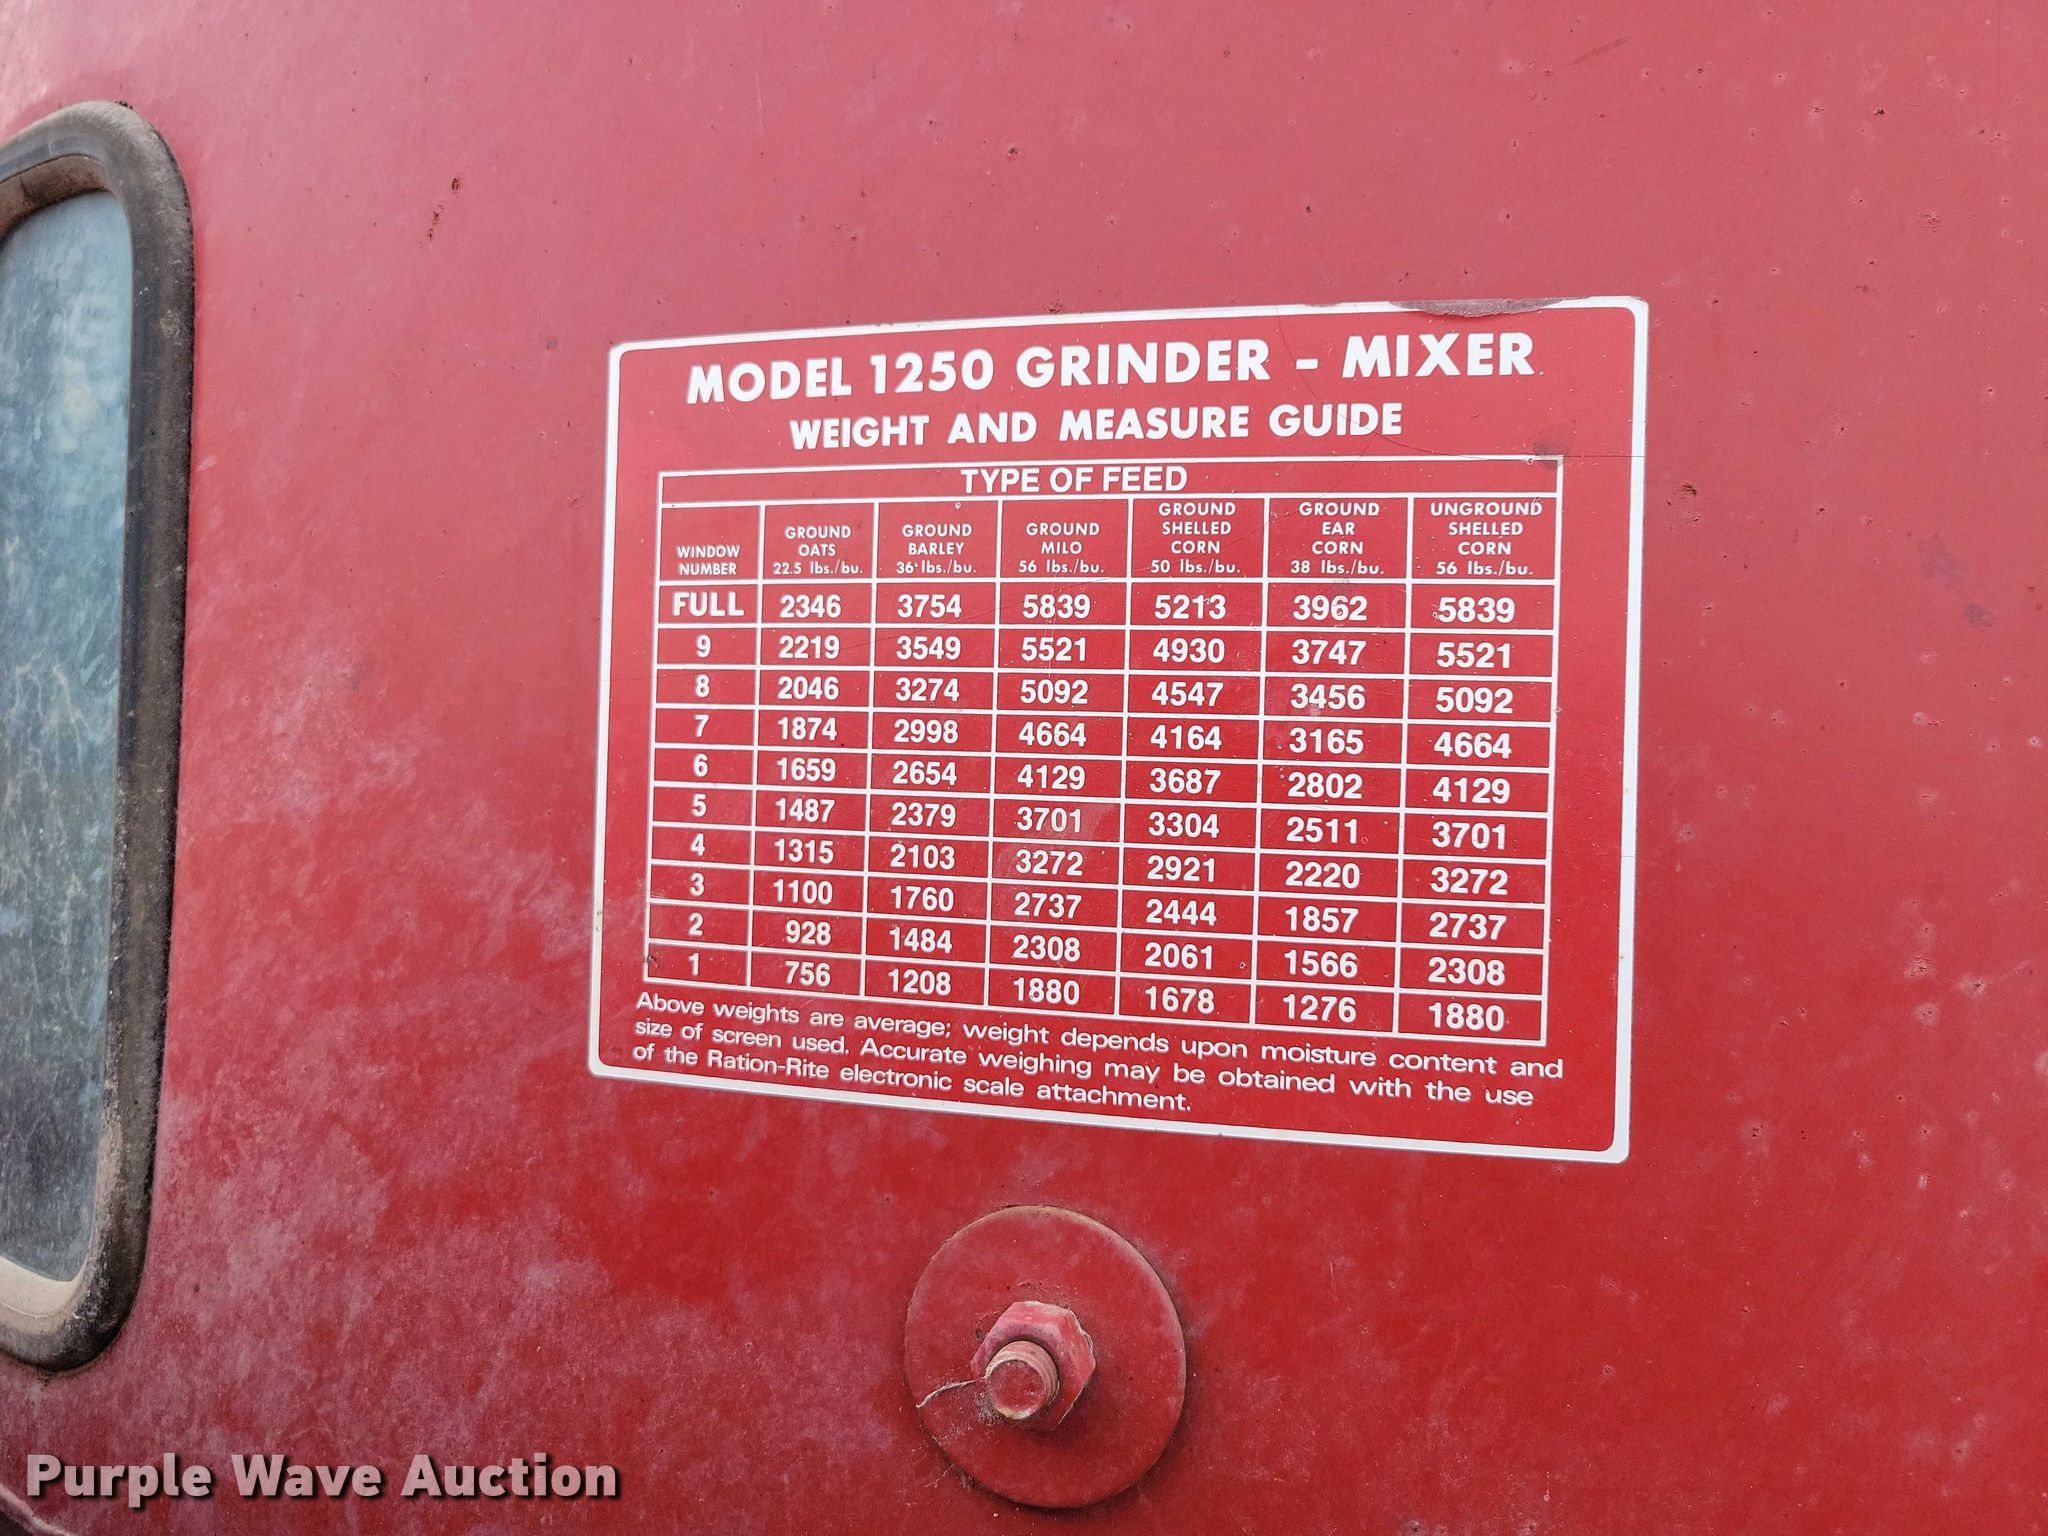 MODEL 1250 GRINDER - MIXER
WEIGHT AND MEASURE GUIDE
TYPE OF FEED
WINDOW NUMBER GROUND OATS 22.5 lbs./bu. GROUND BARLEY 36 lbs./bu. GROUND MILO 56 lbs./bu. GROUND SHELLED CORN 50 lbs./bu. GROUND EAR CORN 38 lbs./bu. UNGROUND SHELLED CORN 56 lbs./bu.
FULL 2346 3754 5839 5213 3962 5839
9 2219 3549 5521 4930 3747 5521
8 2046 3274 5092 4547 3456 5092
7 1874 2998 4664 4164 3165 4664
6 1659 2654 4129 3687 2802 4129
5 1487 2379 3701 3304 2511 3701
4 1315 2103 3272 2921 2220 3272
3 1100 1760 2737 2444 1857 2737
2 928 1484 2308 2061 1566 2308
1 756 1208 1880 1678 1276 1880
Above weights are average; weight depends upon moisture content and
size of screen used. Accurate weighing may be obtained with the use
of the Ration-Rite electronic scale attachment.
Purple Wave Auction